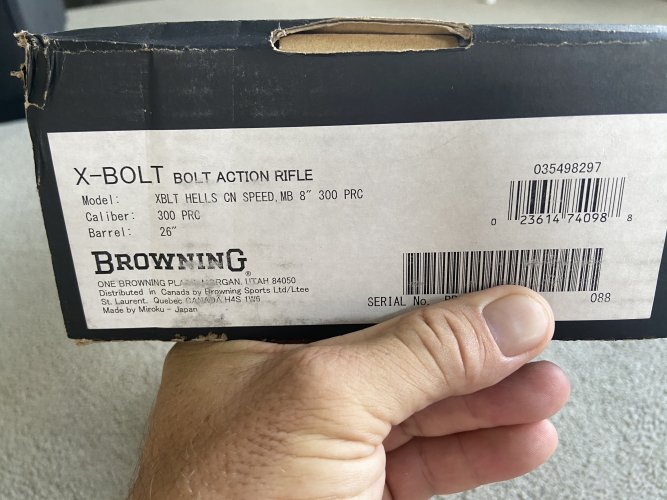 X-BOLT BOLT ACTION RIFLE
035498297
Model: XBLT HELLS CN SPEED,MB 8" 300 PRC
Caliber: 300 PRC
Barrel: 26"
0 23614 74098 8
BROWNING®
ONE BROWNING PLACE MORGAN, UTAH 84050
Distributed in Canada by Browning Sports Ltd/Ltee
St. Laurent, Quebec CANADA H4S 1W6
Made by Miroku - Japan
SERIAL No. 088